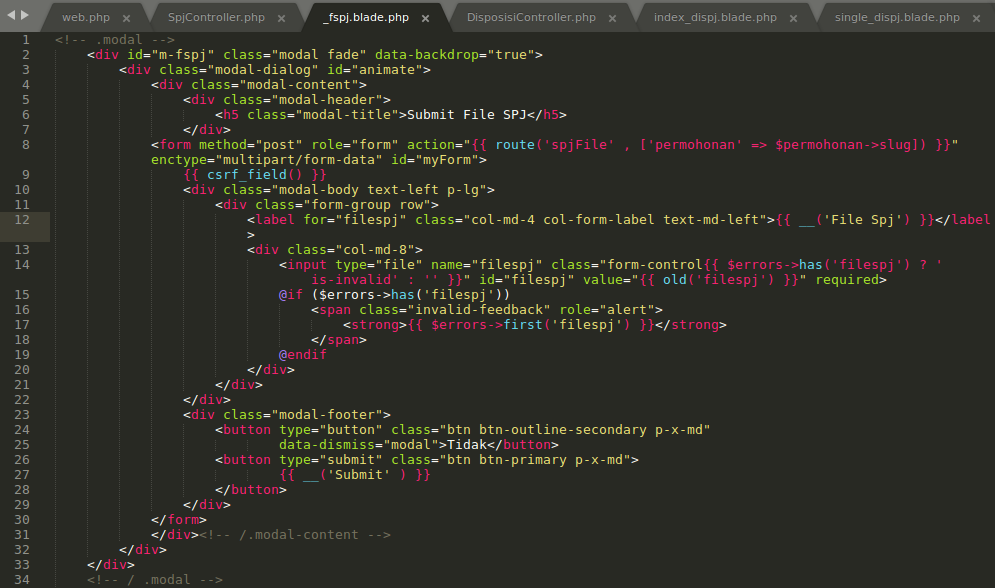 web.php × SpjController.php × _fspj.blade.php × DisposisiController.php × index_dispj.blade.php × single_dispj.blade.php ×
1 <!-- .modal -->
2 <div id="m-fspj" class="modal fade" data-backdrop="true">
3 <div class="modal-dialog" id="animate">
4 <div class="modal-content">
5 <div class="modal-header">
6 <h5 class="modal-title">Submit File SPJ</h5>
7 </div>
8 <form method="post" role="form" action="{{ route('spjFile' , ['permohonan' => $permohonan->slug]) }}"
enctype="multipart/form-data" id="myForm">
9 {{ csrf_field() }}
10 <div class="modal-body text-left p-lg">
11 <div class="form-group row">
12 <label for="filespj" class="col-md-4 col-form-label text-md-left">{{ __('File Spj') }}</label
>
13 <div class="col-md-8">
14 <input type="file" name="filespj" class="form-control{{ $errors->has('filespj') ? '
is-invalid' : '' }}" id="filespj" value="{{ old('filespj') }}" required>
15 @if ($errors->has('filespj'))
16 <span class="invalid-feedback" role="alert">
17 <strong>{{ $errors->first('filespj') }}</strong>
18 </span>
19 @endif
20 </div>
21 </div>
22 </div>
23 <div class="modal-footer">
24 <button type="button" class="btn btn-outline-secondary p-x-md"
25 data-dismiss="modal">Tidak</button>
26 <button type="submit" class="btn btn-primary p-x-md">
27 {{ __('Submit' ) }}
28 </button>
29 </div>
30 </form>
31 </div><!-- /.modal-content -->
32 </div>
33 </div>
34 <!-- / .modal -->